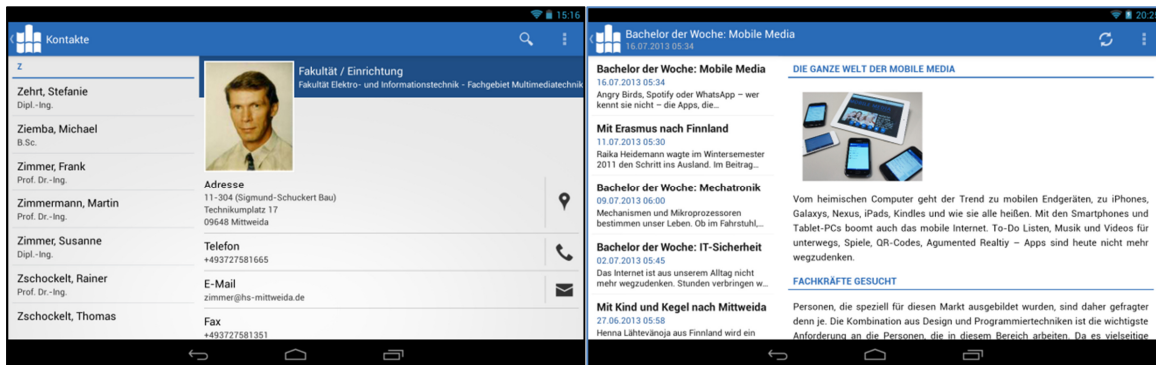 15:16
Kontakte
Z
Zehrt, Stefanie
Dipl.-Ing.
Ziemba, Michael
B.Sc.
Zimmer, Frank
Prof. Dr.-Ing.
Zimmermann, Martin
Prof. Dr.-Ing.
Zimmer, Susanne
Dipl.-Ing.
Zschockelt, Rainer
Prof. Dr.-Ing.
Zschockelt, Thomas
Fakultät / Einrichtung
Fakultät Elektro- und Informationstechnik - Fachgebiet Multimediatechnik
Adresse
11-304 (Sigmund-Schuckert Bau)
Technikumplatz 17
09648 Mittweida
Telefon
+493727581665
E-Mail
zimmer@hs-mittweida.de
Fax
+493727581351
Bachelor der Woche: Mobile Media
16.07.2013 05:34
Bachelor der Woche: Mobile Media
16.07.2013 05:34
Angry Birds, Spotify oder WhatsApp – wer
kennt sie nicht – die Apps, die...
Mit Erasmus nach Finnland
11.07.2013 05:30
Raika Heidemann wagte im Wintersemester
2011 den Schritt ins Ausland. Im Beitrag...
Bachelor der Woche: Mechatronik
09.07.2013 06:00
Mechanismen und Mikroprozessoren
bestimmen unser Leben. Ob im Fahrstuhl,...
Bachelor der Woche: IT-Sicherheit
02.07.2013 05:45
Das Internet ist aus unserem Alltag nicht
mehr wegzudenken. Stunden verbringen w...
Mit Kind und Kegel nach Mittweida
27.06.2013 05:58
Henna Lähtevänoja aus Finnland wird ein
DIE GANZE WELT DER MOBILE MEDIA
Vom heimischen Computer geht der Trend zu mobilen Endgeräten, zu iPhones,
Galaxys, Nexus, iPads, Kindles und wie sie alle heißen. Mit den Smartphones und
Tablet-PCs boomt auch das mobile Internet. To-Do Listen, Musik und Videos für
unterwegs, Spiele, QR-Codes, Agumented Realtiy – Apps sind heute nicht mehr
wegzudenken.
FACHKRÄFTE GESUCHT
Personen, die speziell für diesen Markt ausgebildet wurden, sind daher gefragter
denn je. Die Kombination aus Design und Programmiertechniken ist die wichtigste
Anforderung an die Personen, die in diesem Bereich arbeiten. Da es vielseitige